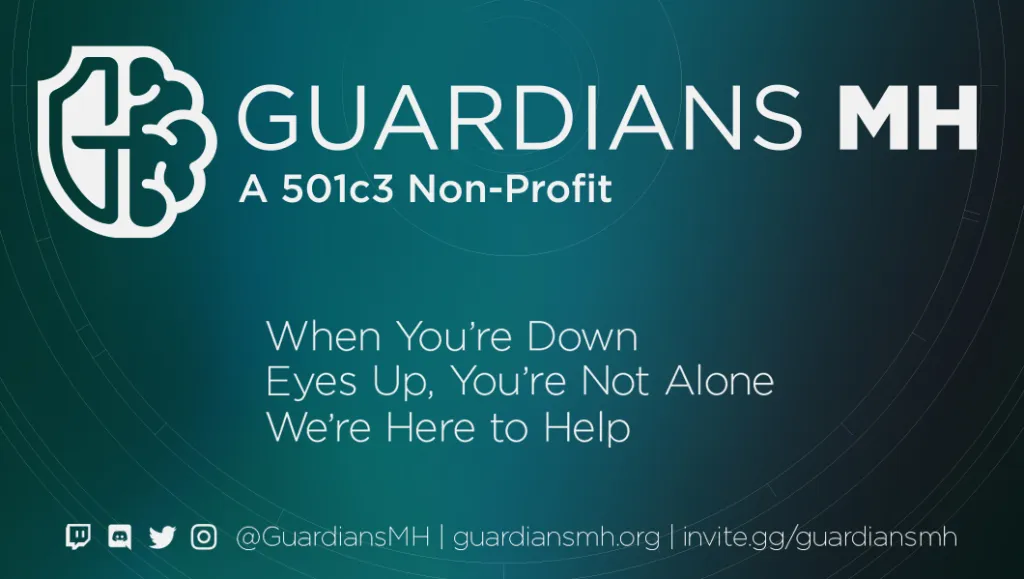 GUARDIANS MH
A 501c3 Non-Profit
When You're Down
Eyes Up, You're Not Alone
We're Here to Help
@GuardiansMH | guardiansmh.org | invite.gg/guardiansmh